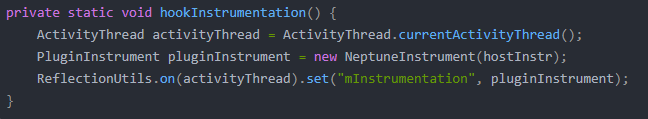 private static void hookInstrumentation() {
    ActivityThread activityThread = ActivityThread.currentActivityThread();
    PluginInstrument pluginInstrument = new NeptuneInstrument(hostInstr);
    ReflectionUtils.on(activityThread).set("mInstrumentation", pluginInstrument);
}